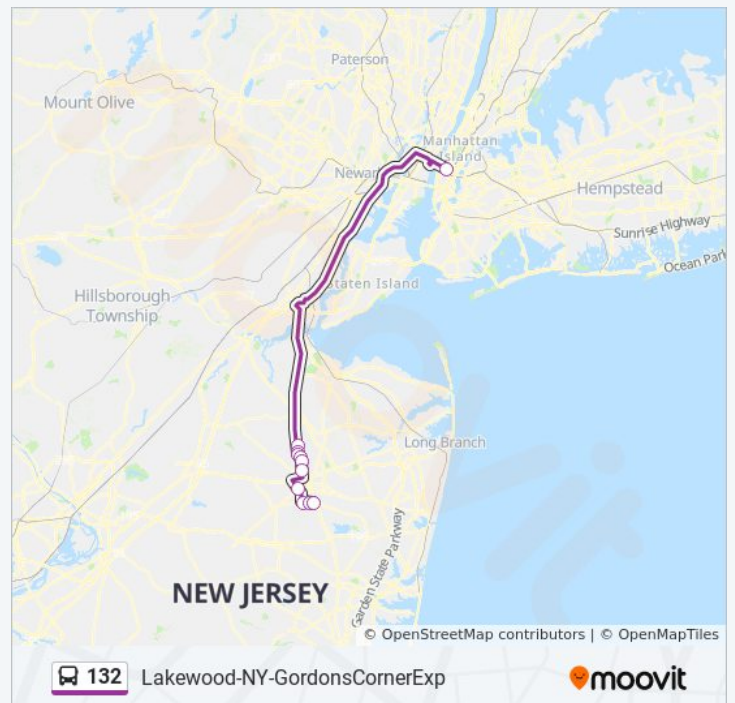 Paterson
Mount Olive
Manhattan
Island
Newar
Hempstead
Sunrise Highway
Ocean Park
Staten Island
Hillsborough
Township
Long Branch
Garden State Parkway
NEW JERSEY
© OpenStreetMap contributors | © OpenMapTiles
132 Lakewood-NY-GordonsCornerExp
moovit